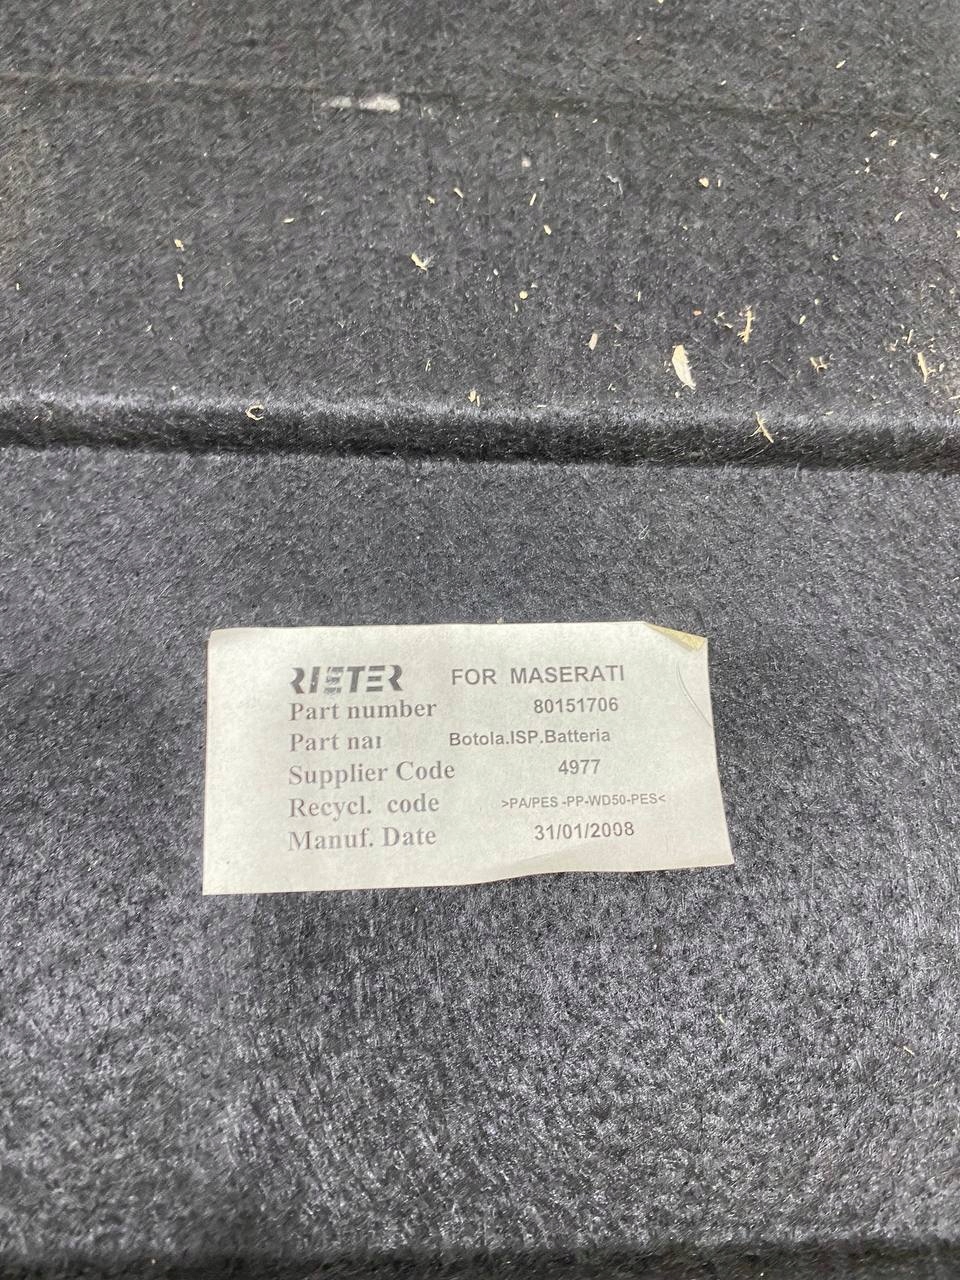 RIETER FOR MASERATI
Part number 80151706
Part nar Botola.ISP.Batteria
Supplier Code 4977
Recycl. code >PA/PES -PP-WD50-PES<
Manuf. Date 31/01/2008